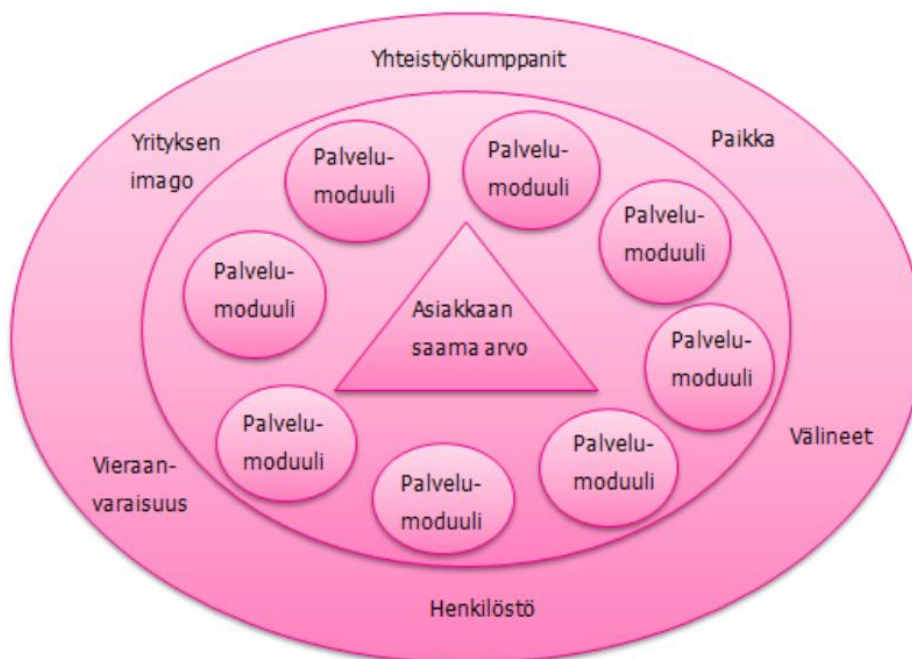 Yhteistyökumppanit
Yrityksen
imago
Paikka
Palvelu-
moduuli
Palvelu-
moduuli
Palvelu-
moduuli
Palvelu-
moduuli
Asiakkaan
saama arvo
Palvelu-
moduuli
Palvelu-
moduuli
Palvelu-
moduuli
Palvelu-
moduuli
Välineet
Vieraan-
varaisuus
Henkilöstö